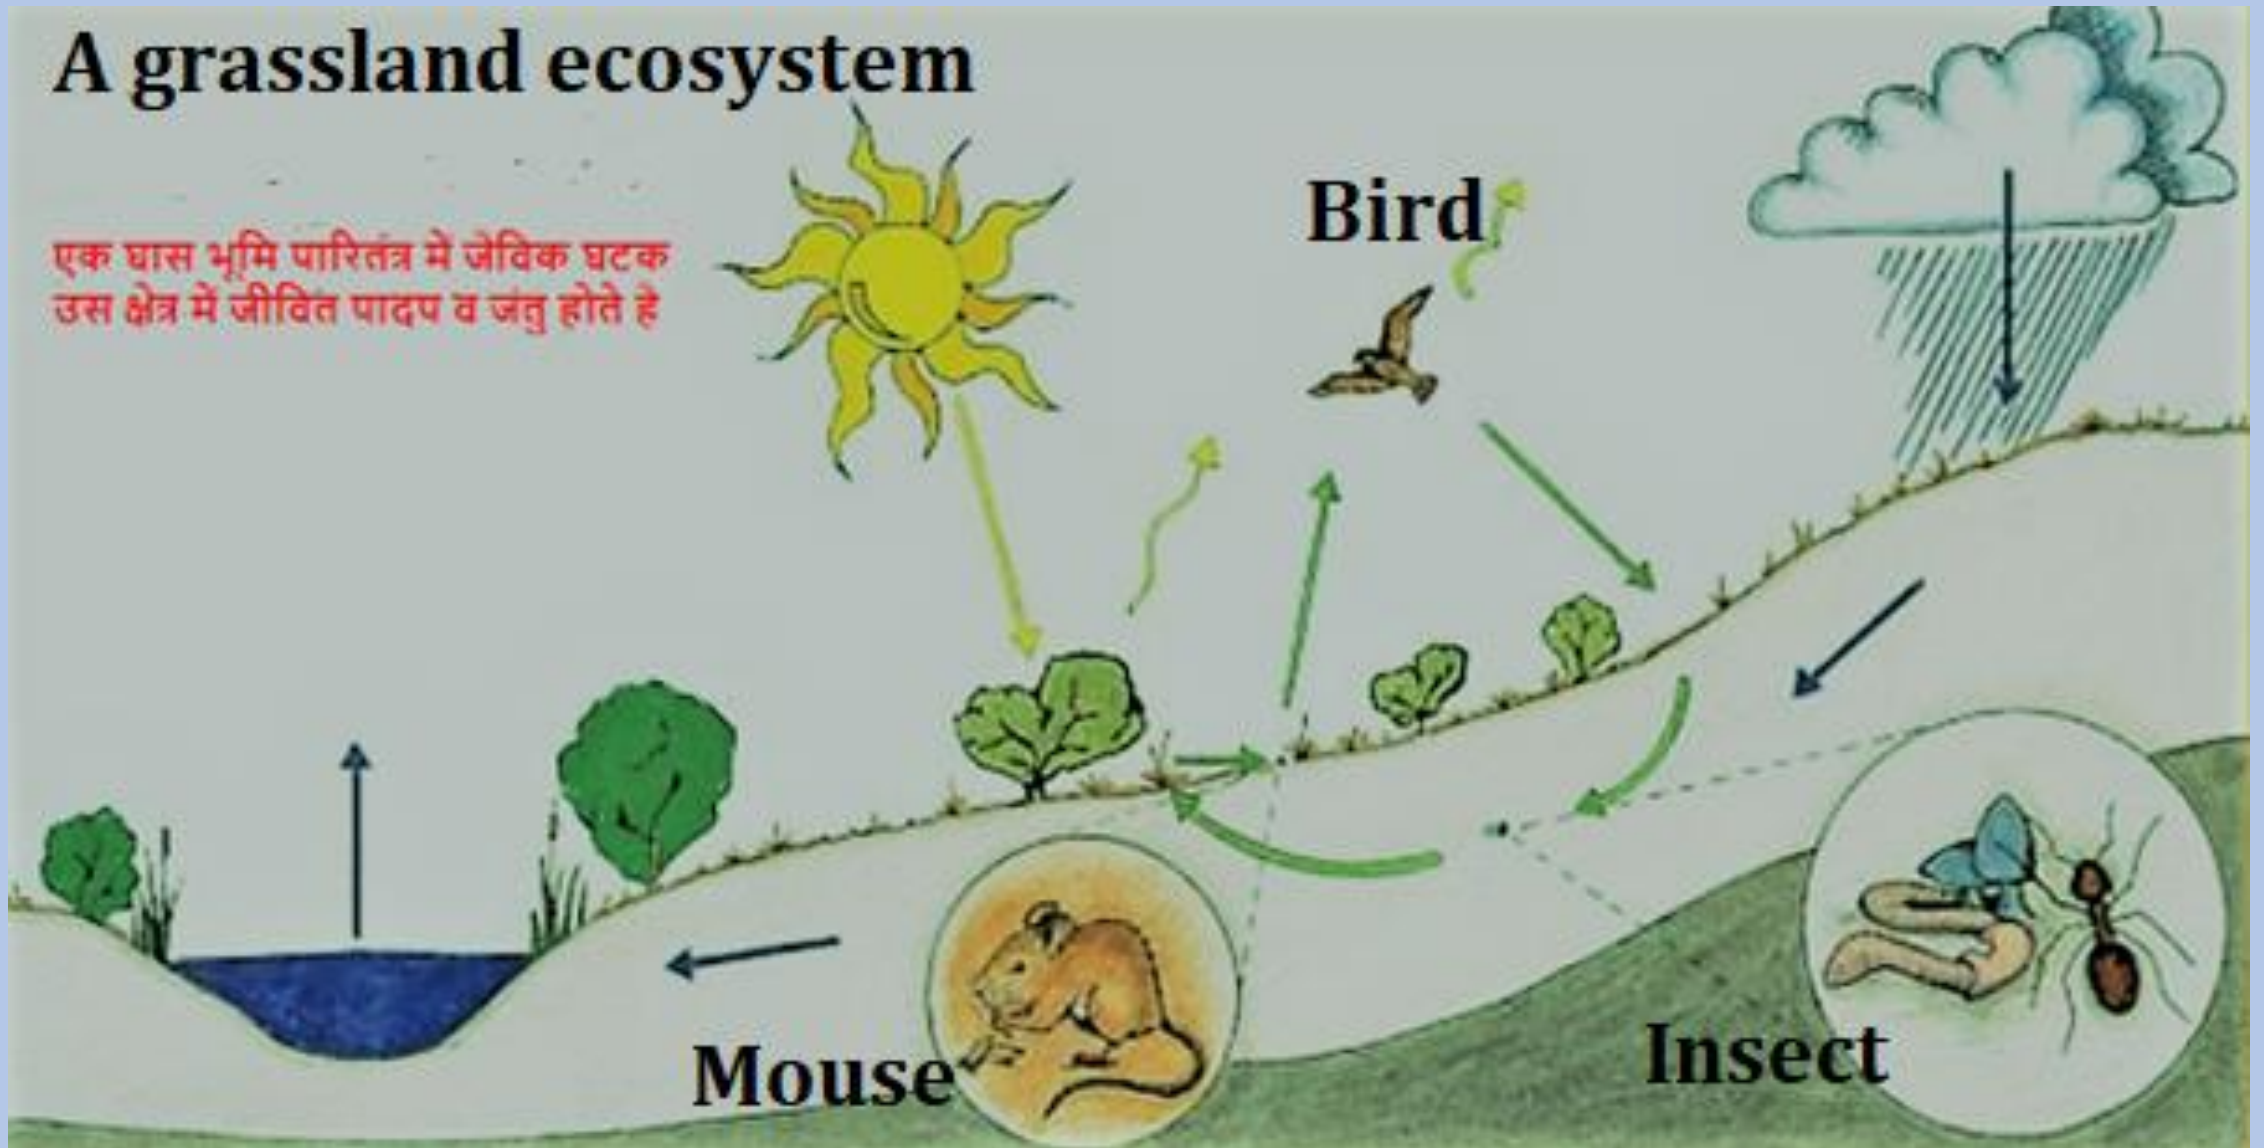 A grassland ecosystem
एक घास भूमि पारितंत्र में जेविक घटक
उस क्षेत्र में जीवित पादप व जंतु होते हे
Bird
Mouse
Insect